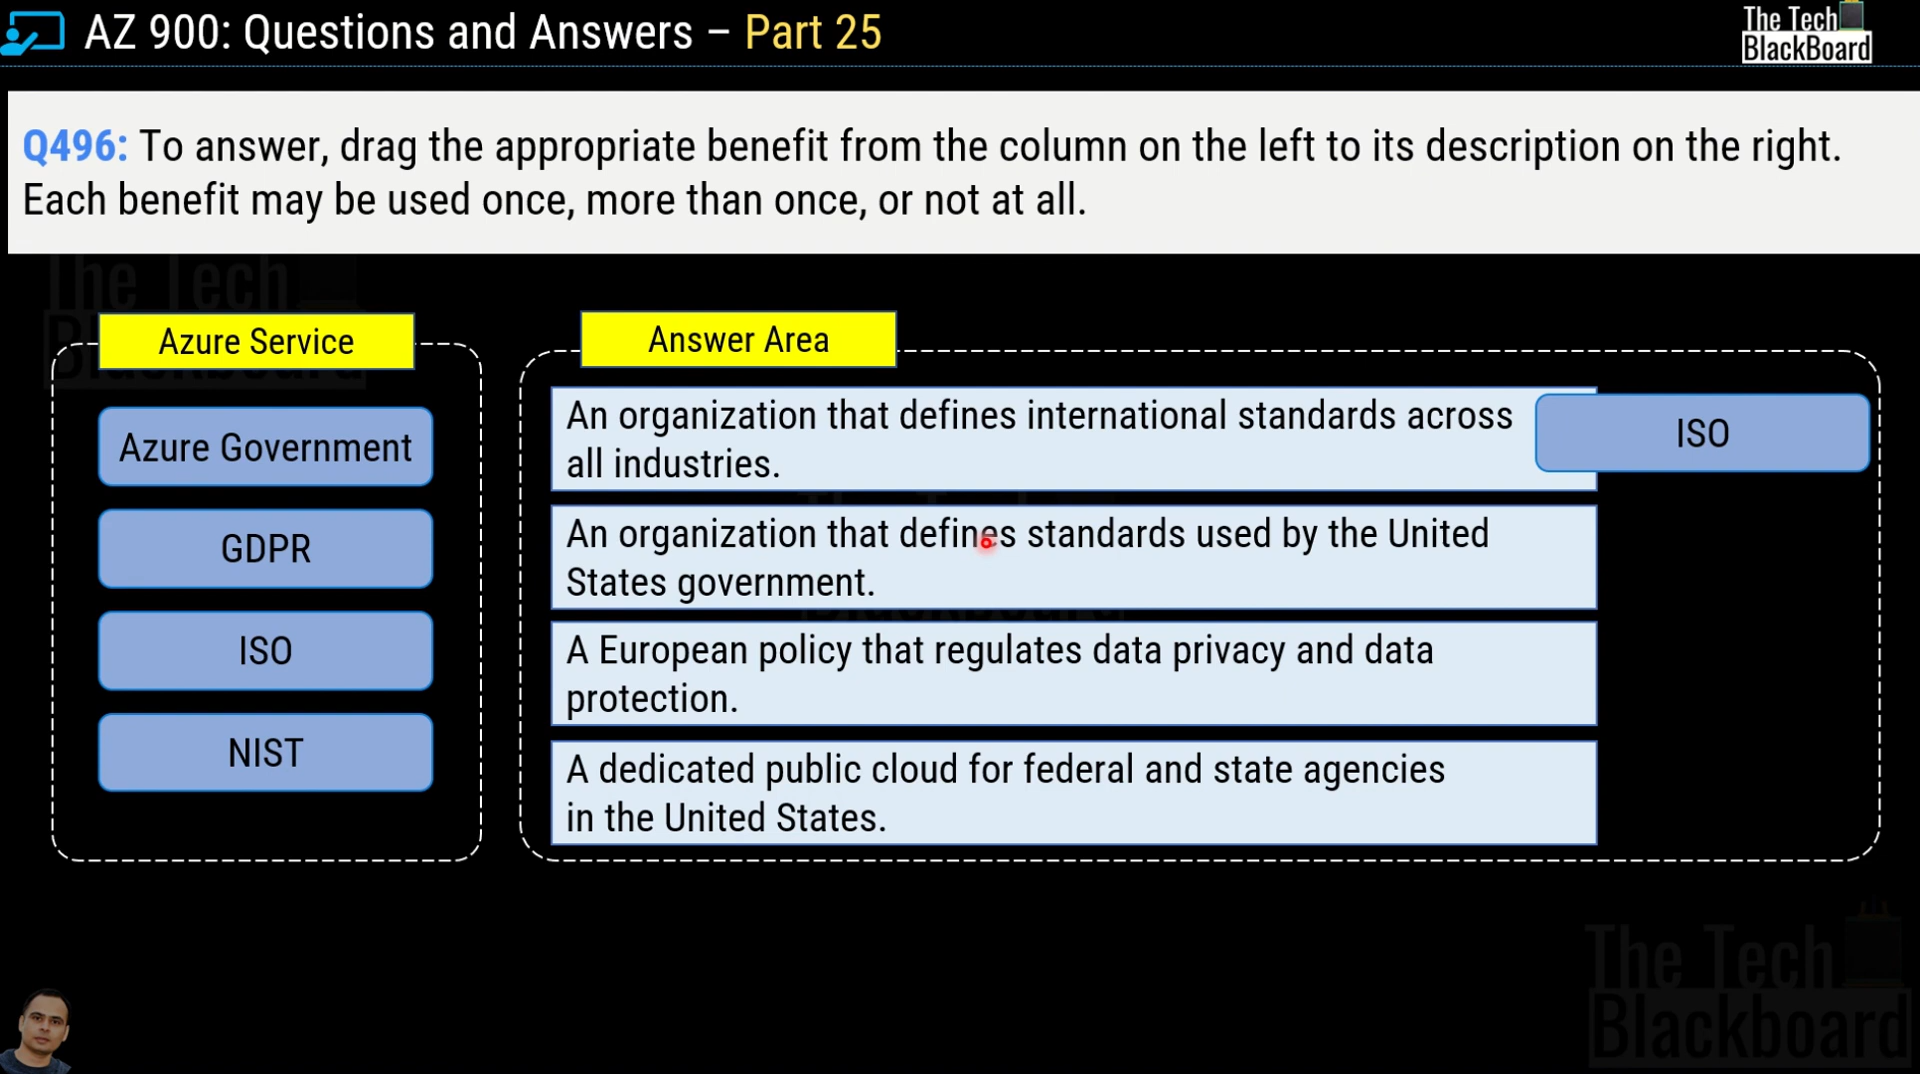 AZ 900: Questions and Answers – Part 25
The Tech
BlackBoard
Q496: To answer, drag the appropriate benefit from the column on the left to its description on the right.
Each benefit may be used once, more than once, or not at all.
The Tech
Azure Service
Answer Area
Azure Government
GDPR
ISO
NIST
An organization that defines international standards across
all industries.
ISO
An organization that defines standards used by the United
States government.
A European policy that regulates data privacy and data
protection.
A dedicated public cloud for federal and state agencies
in the United States.
The Tech
Blackboard